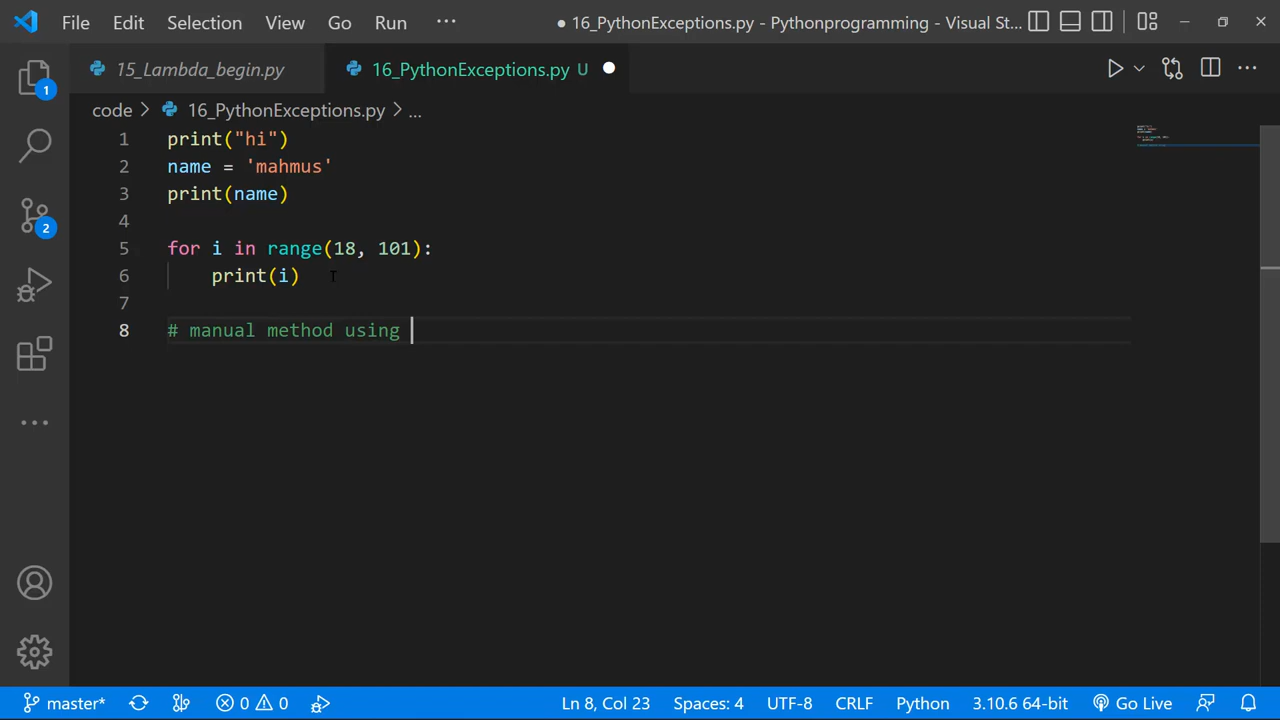 File Edit Selection View Go Run ··· ● 16_PythonExceptions.py - Pythonprogramming - Visual St...
15_Lambda_begin.py 16_PythonExceptions.py U ●
code > 16_PythonExceptions.py > ...
1 print("hi")
2 name = 'mahmus'
3 print(name)
4
5 for i in range(18, 101):
6 print(i)
7
8 # manual method using
1
2
master* 0 0 Ln 8, Col 23 Spaces: 4 UTF-8 CRLF Python 3.10.6 64-bit Go Live